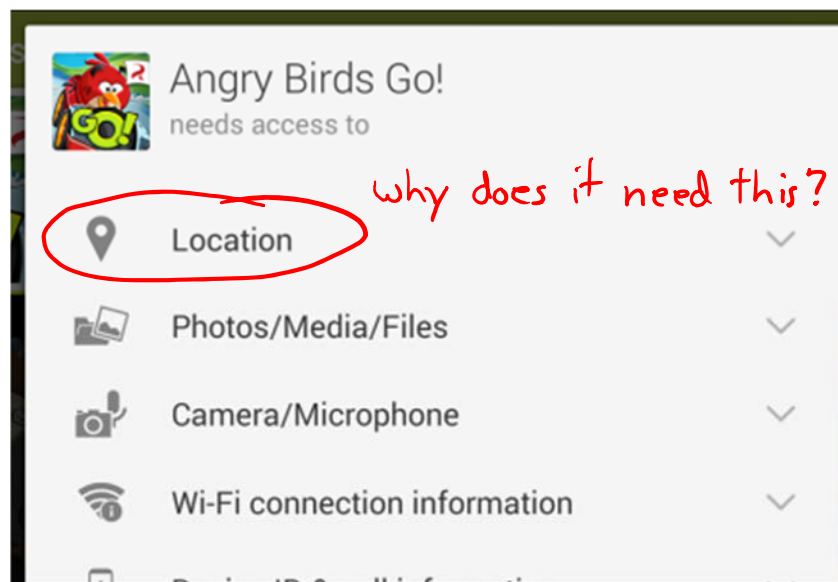 Angry Birds Go!
GO!
needs access to
why does it need this?
Location
Photos/Media/Files
Camera/Microphone
Wi-Fi connection information